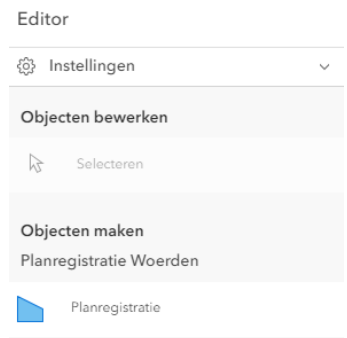 Editor
Instellingen
Objecten bewerken
Selecteren
Objecten maken
Planregistratie Woerden
Planregistratie